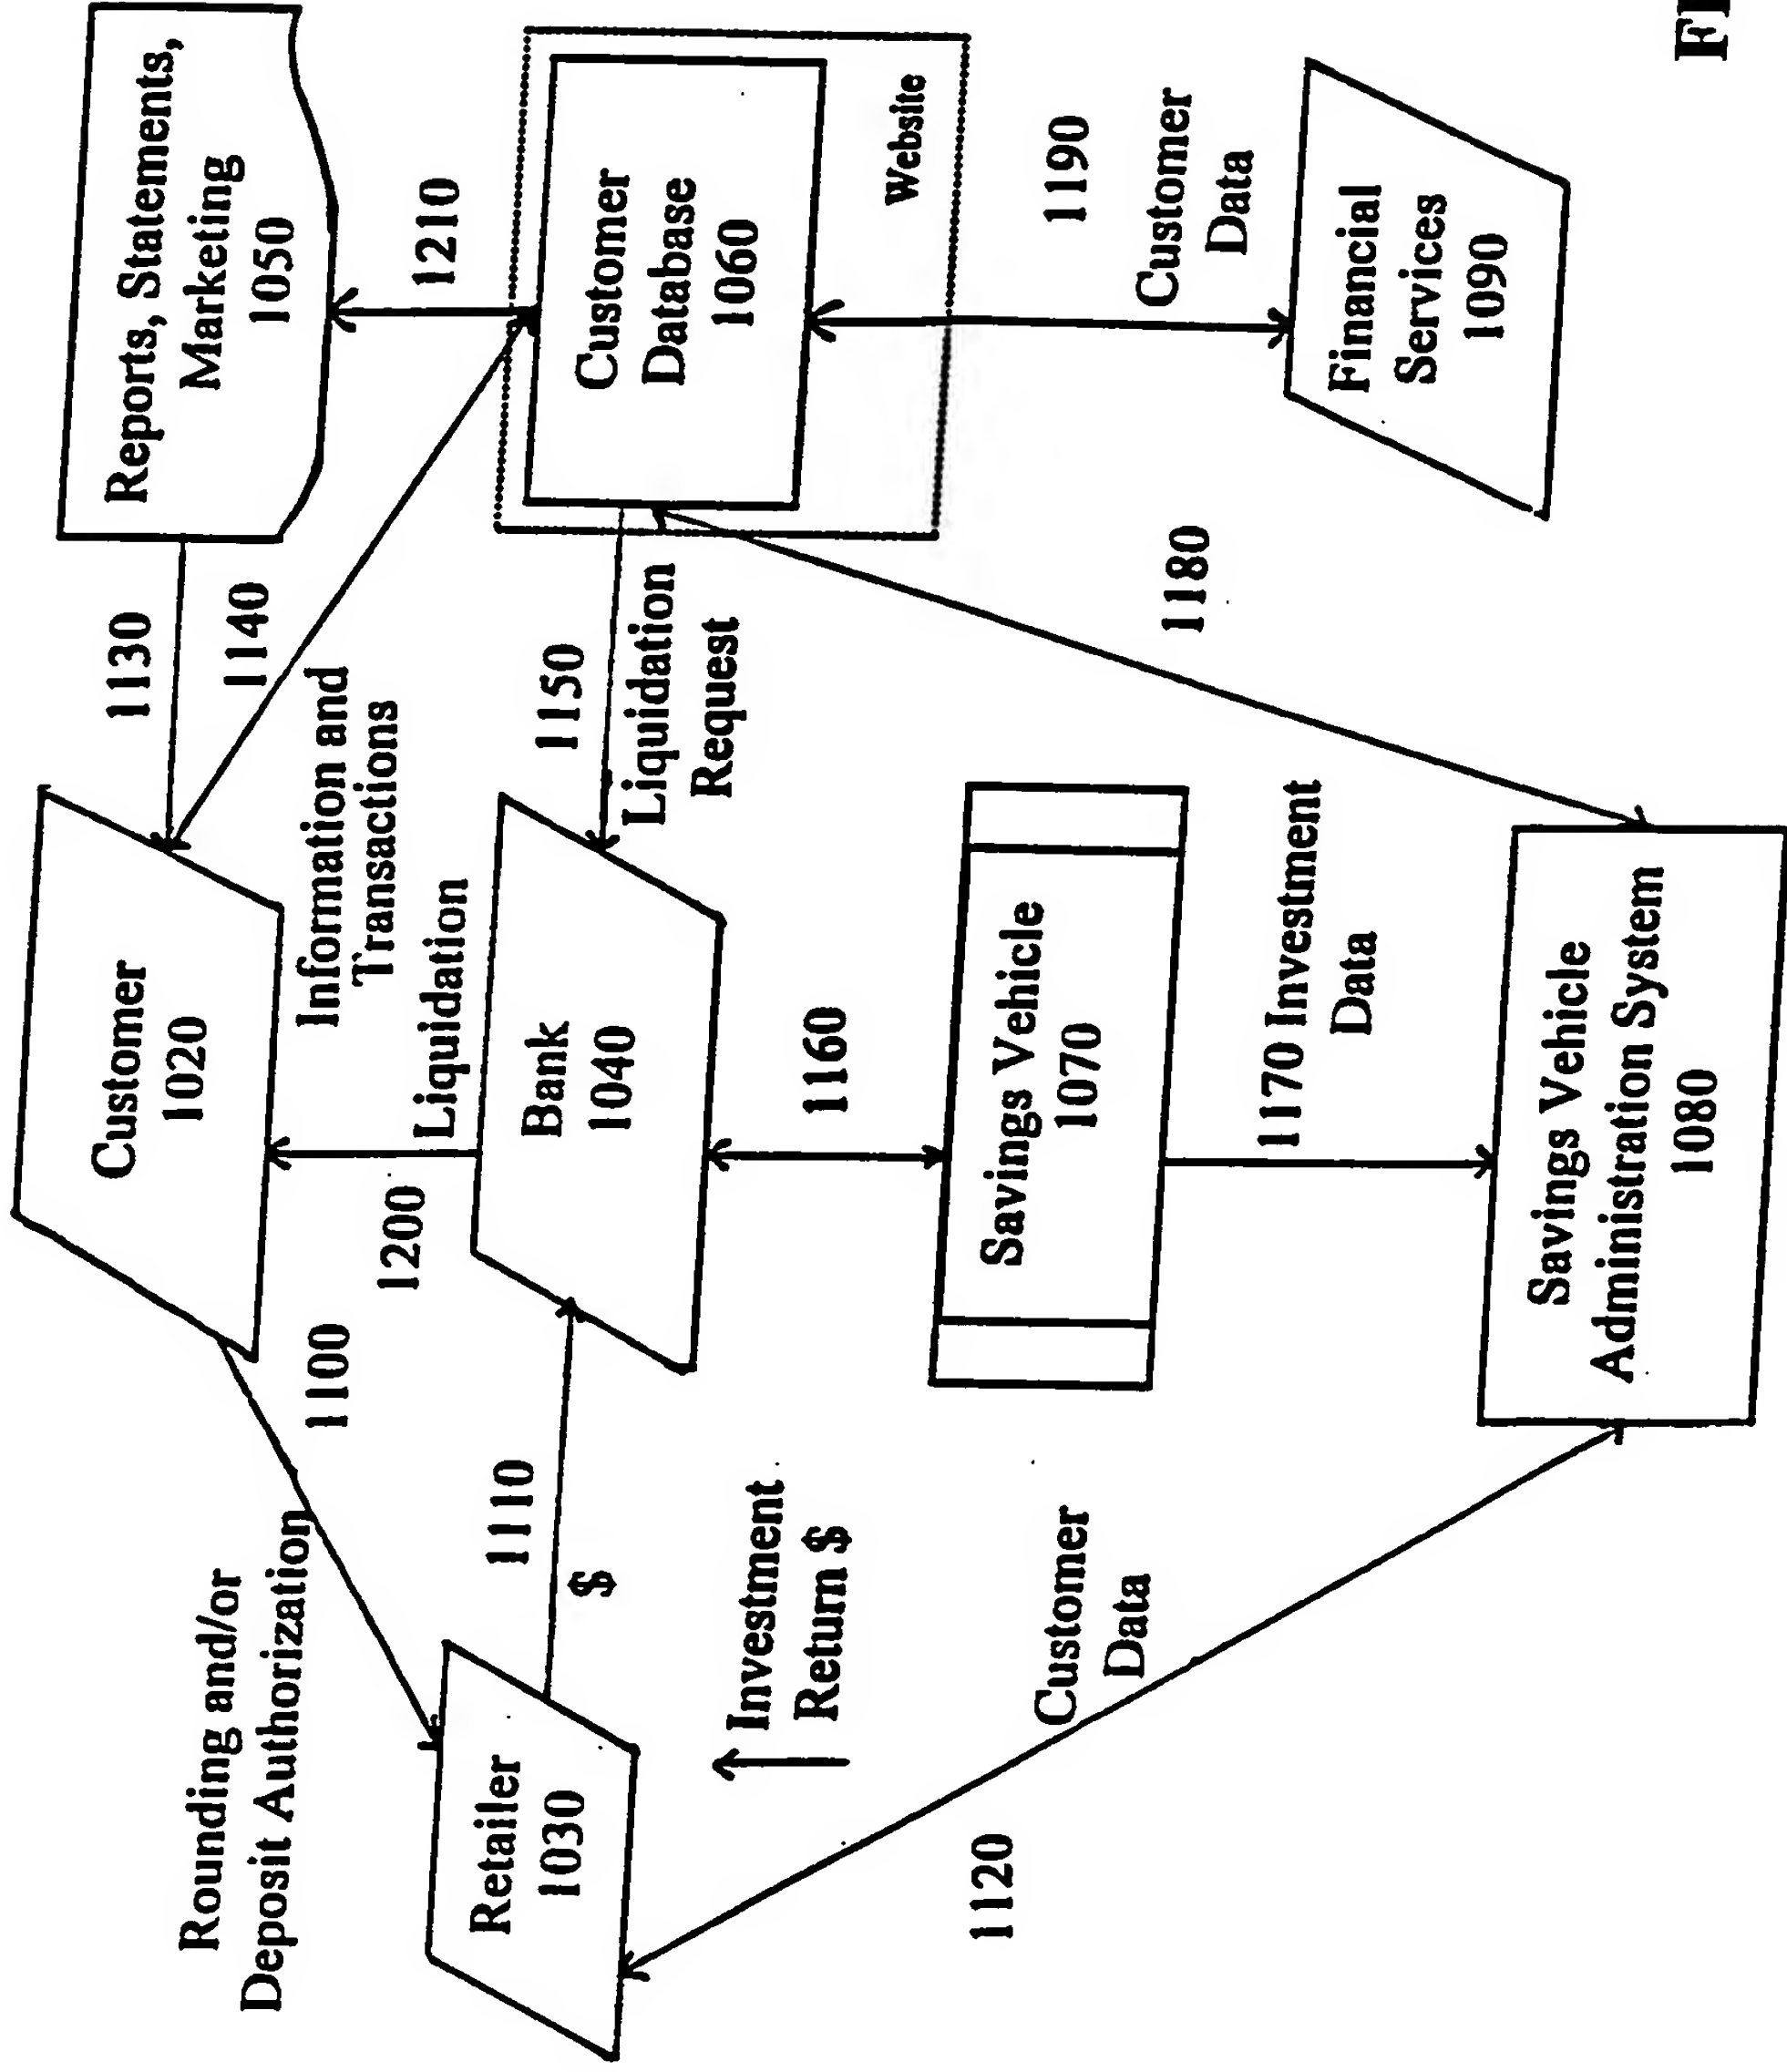 Customer
1020
Reports, Statements,
Marketing
1050
1130
1140
1210
Rounding and/or
Deposit Authorization
1100
1200
Liquidation
Information and
Transactions
Retailer
1030
1110
$
Bank
1040
1150
Liquidation
Request
Customer
Database
1060
Website
Investment
Return $
1160
Savings Vehicle
1070
1120
Customer
Data
1170 Investment
Data
1180
1190
Customer
Data
Savings Vehicle
Administration System
1080
Financial
Services
1090